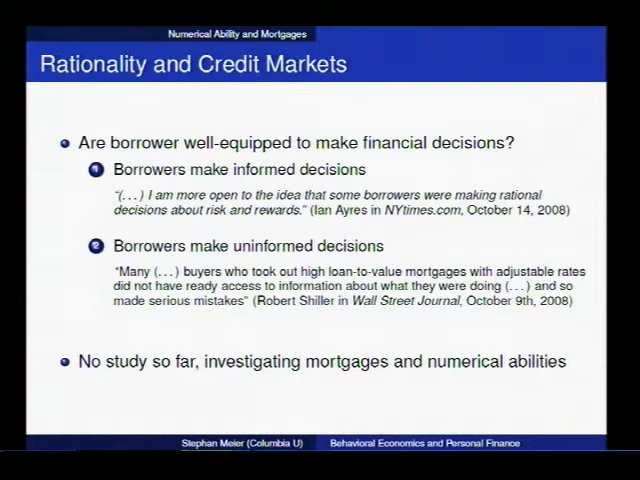 Numerical Ability and Mortgages
Rationality and Credit Markets
Are borrower well-equipped to make financial decisions?
1 Borrowers make informed decisions
“(...) I am more open to the idea that some borrowers were making rational
decisions about risk and rewards.” (Ian Ayres in NYtimes.com, October 14, 2008)
2 Borrowers make uninformed decisions
“Many (...) buyers who took out high loan-to-value mortgages with adjustable rates
did not have ready access to information about what they were doing (...) and so
made serious mistakes” (Robert Shiller in Wall Street Journal, October 9th, 2008)
No study so far, investigating mortgages and numerical abilities
Stephan Meier (Columbia U) Behavioral Economics and Personal Finance